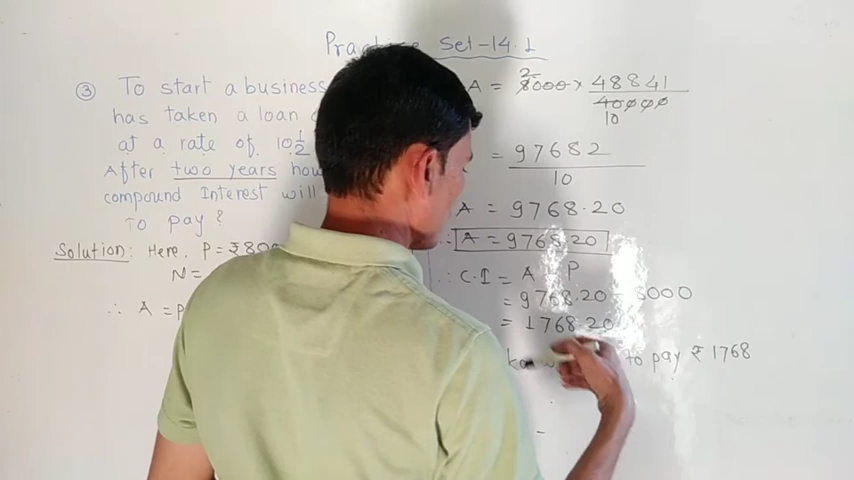 Practice Set-14.1
③ To start a business
has taken a loan
at a rate of 10½
After two years how
compound Interest will
to pay?
Solution: Here, P = ₹800
N =
∴ A = P
A = 8000 × 48841
2
40000
10
= 97682
10
A = 9768.20
∴ A = 9768.20
∴ C.I = A P
= 9768.20 8000
= 1768.20
to pay ₹ 1768